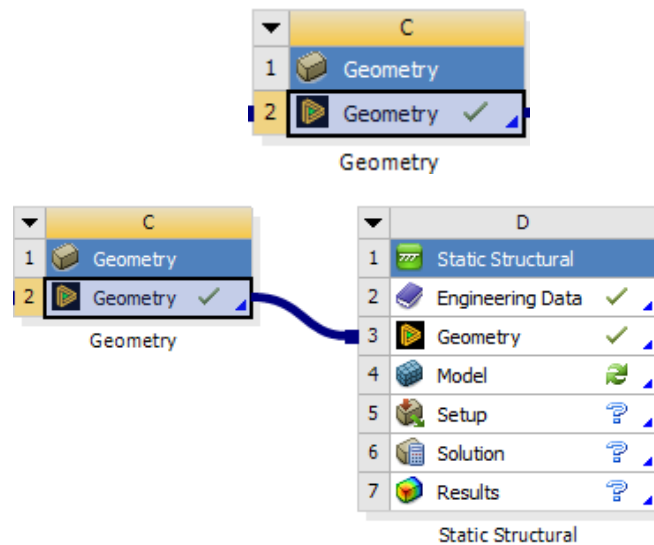 C
1 Geometry
2 Geometry
Geometry
C
1 Geometry
2 Geometry
Geometry
D
1 Static Structural
2 Engineering Data
3 Geometry
4 Model
5 Setup ?
6 Solution ?
7 Results ?
Static Structural